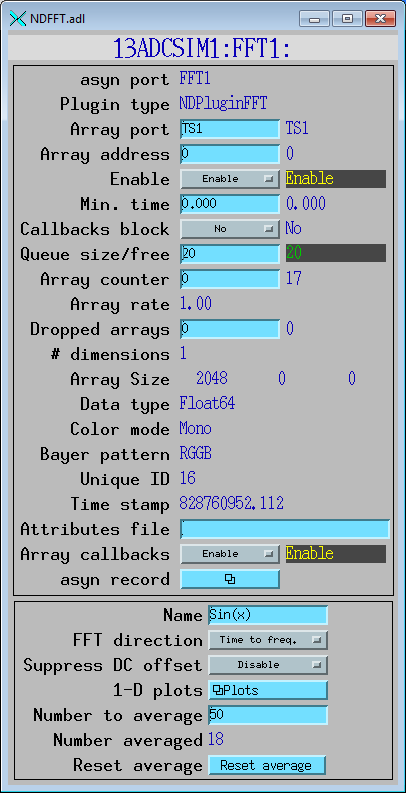 NDFFT.adl
13ADCSIM1:FFT1:
asyn port FFT1
Plugin type NDPluginFFT
Array port TS1 TS1
Array address 0 0
Enable Enable Enable
Min. time 0.000 0.000
Callbacks block No No
Queue size/free 20 20
Array counter 0 17
Array rate 1.00
Dropped arrays 0 0
# dimensions 1
Array Size 2048 0 0
Data type Float64
Color mode Mono
Bayer pattern RGGB
Unique ID 16
Time stamp 828760952.112
Attributes file
Array callbacks Enable Enable
asyn record
Name Sin(x)
FFT direction Time to freq.
Suppress DC offset Disable
1-D plots Plots
Number to average 50
Number averaged 18
Reset average Reset average